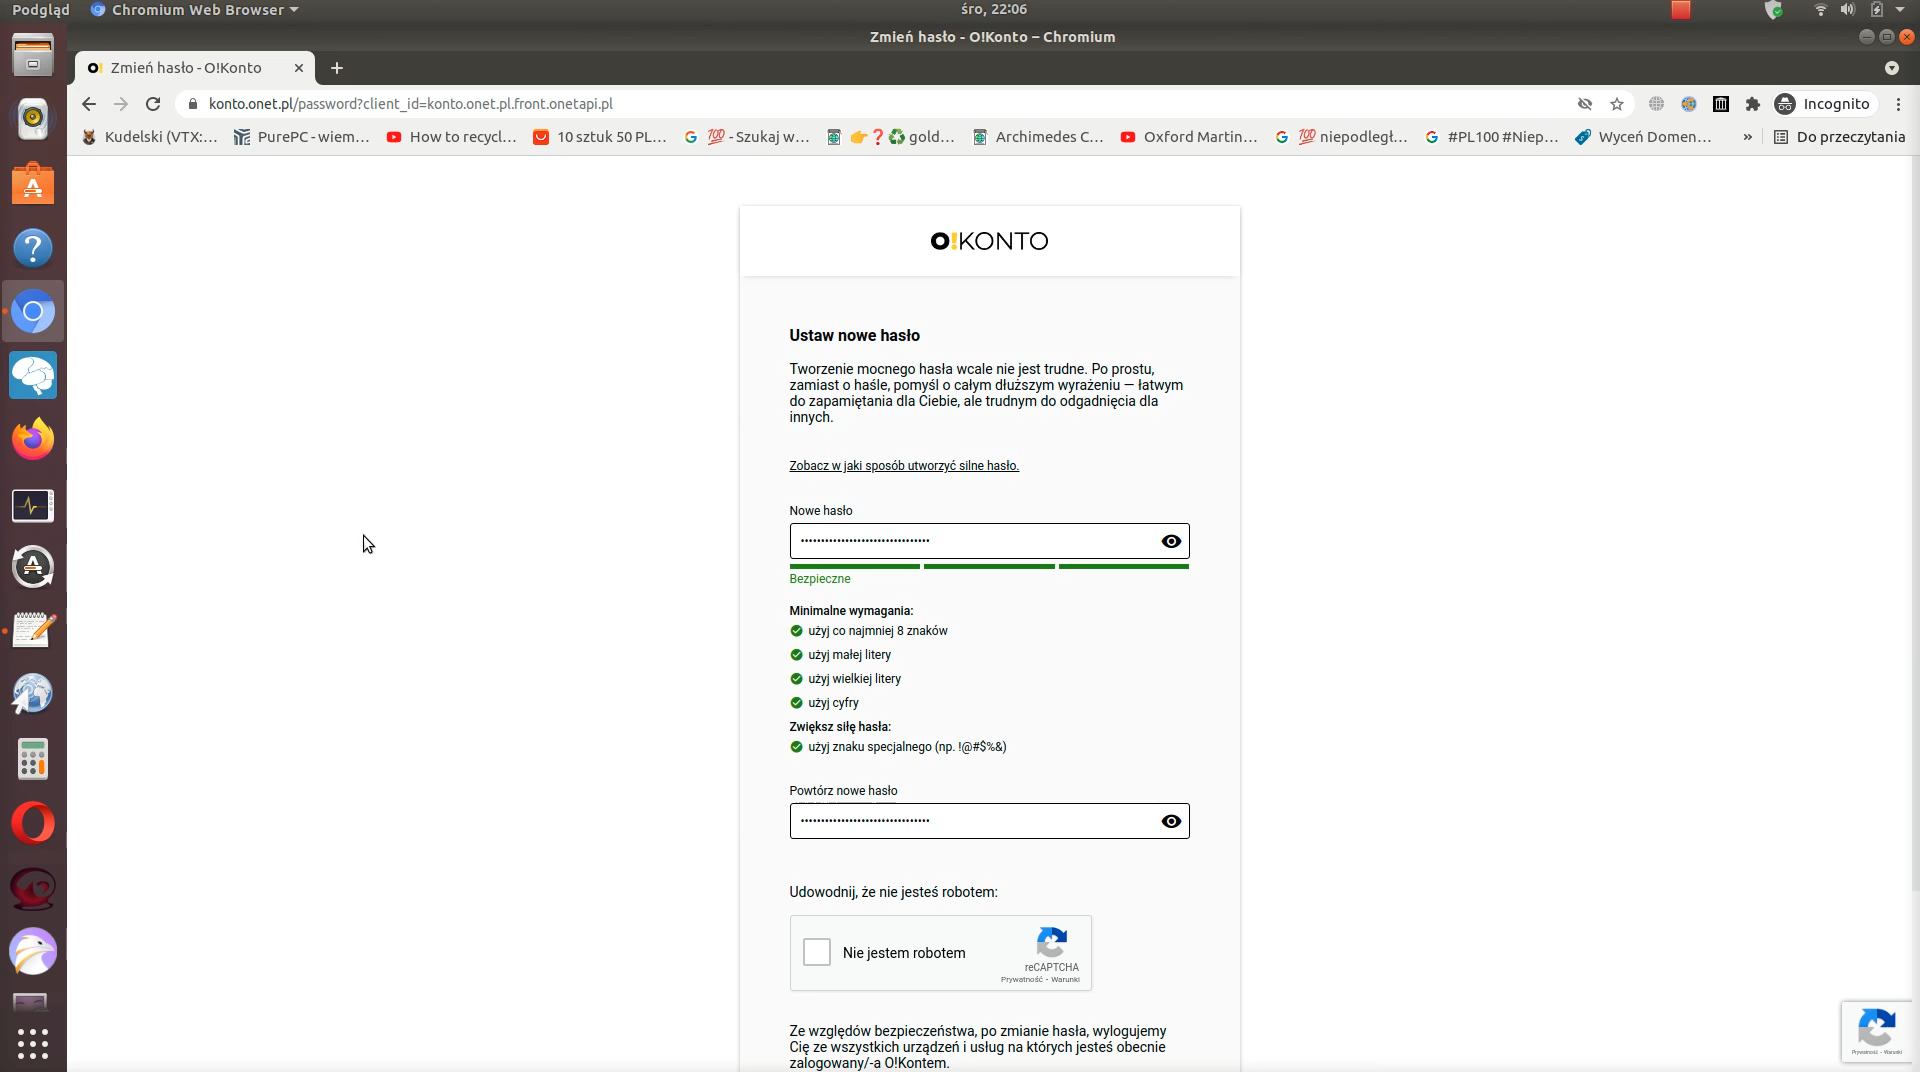 Podgląd
Chromium Web Browser
śro, 22:06
Zmień hasło - O!Konto – Chromium
Zmień hasło - O!Konto
konto.onet.pl/password?client_id=konto.onet.pl.front.onetapi.pl
Incognito
Kudelski (VTX:...
PurePC - wiem...
How to recycl...
10 sztuk 50 PL...
💯 - Szukaj w...
👉❓♻ gold...
Archimedes C...
Oxford Martin...
💯 niepodległ...
#PL100 #Niep...
Wyceń Domen...
»
Do przeczytania
O!KONTO
Ustaw nowe hasło
Tworzenie mocnego hasła wcale nie jest trudne. Po prostu,
zamiast o haśle, pomyśl o całym dłuższym wyrażeniu — łatwym
do zapamiętania dla Ciebie, ale trudnym do odgadnięcia dla
innych.
Zobacz w jaki sposób utworzyć silne hasło.
Nowe hasło
Bezpieczne
Minimalne wymagania:
użyj co najmniej 8 znaków
użyj małej litery
użyj wielkiej litery
użyj cyfry
Zwiększ siłę hasła:
użyj znaku specjalnego (np. !@#$%&)
Powtórz nowe hasło
Udowodnij, że nie jesteś robotem:
Nie jestem robotem
reCAPTCHA
Prywatność - Warunki
Ze względów bezpieczeństwa, po zmianie hasła, wylogujemy
Cię ze wszystkich urządzeń i usług na których jesteś obecnie
zalogowany/-a O!Kontem.
Prywatność - Warunki